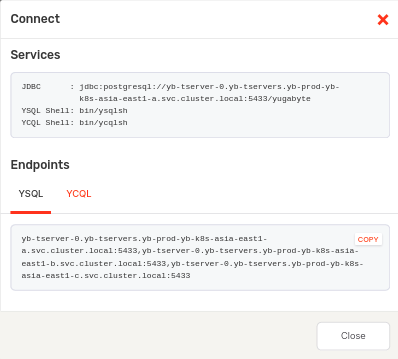 Connect
Services
JDBC : jdbc:postgresql://yb-tserver-0.yb-tservers.yb-prod-yb-
k8s-asia-east1-a.svc.cluster.local:5433/yugabyte
YSQL Shell: bin/ysqlsh
YCQL Shell: bin/ycqlsh
Endpoints
YSQL YCQL
yb-tserver-0.yb-tservers.yb-prod-yb-k8s-asia-east1-
COPY
a.svc.cluster.local:5433,yb-tserver-0.yb-tservers.yb-prod-yb-k8s-asia-
east1-b.svc.cluster.local:5433,yb-tserver-0.yb-tservers.yb-prod-yb-k8s-
asia-east1-c.svc.cluster.local:5433
Close